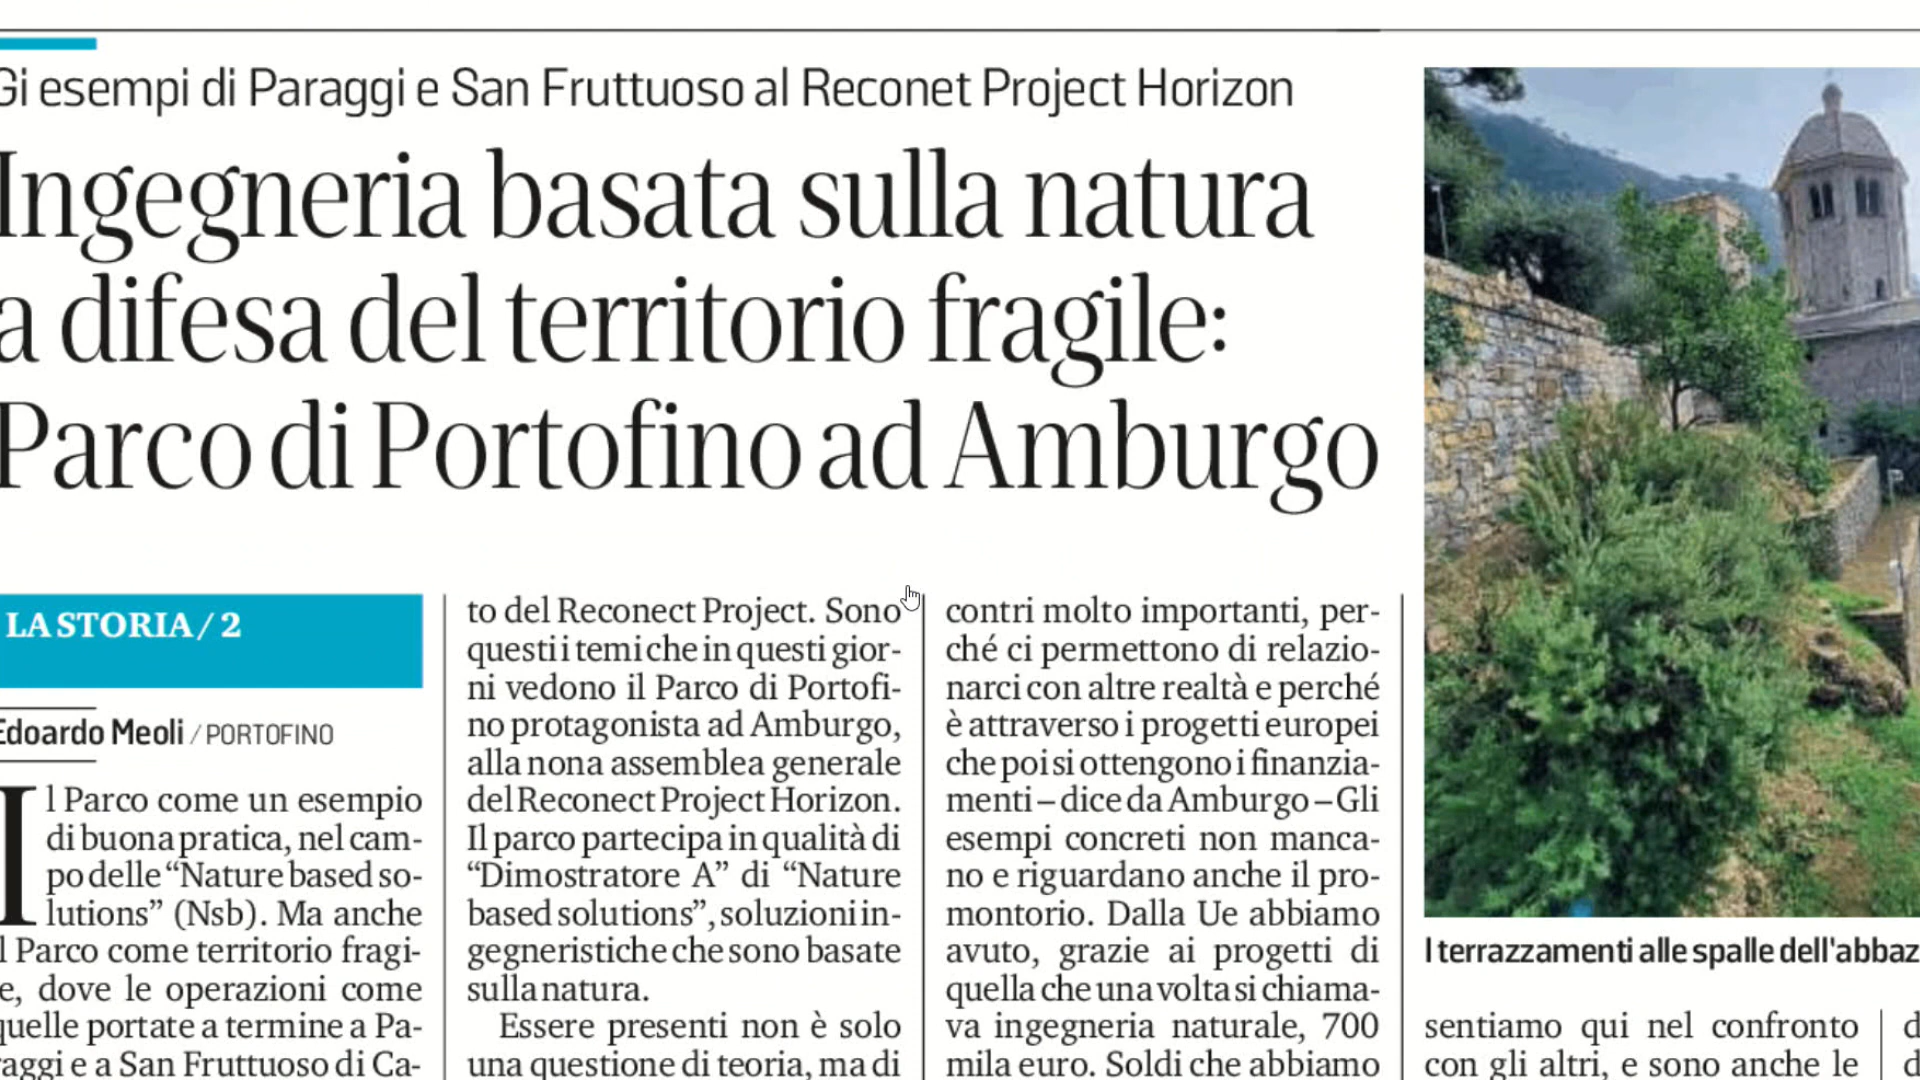 Gi esempi di Paraggi e San Fruttuoso al Reconet Project Horizon
Ingegneria basata sulla natura
a difesa del territorio fragile:
Parco di Portofino ad Amburgo
LA STORIA / 2
Edoardo Meoli / PORTOFINO
Il Parco come un esempio
di buona pratica, nel cam-
po delle “Nature based so-
lutions” (Nsb). Ma anche
l Parco come territorio fragi-
e, dove le operazioni come
quelle portate a termine a Pa-
raggi e a San Fruttuoso di Ca-
to del Reconect Project. Sono
questi i temi che in questi gior-
ni vedono il Parco di Portofi-
no protagonista ad Amburgo,
alla nona assemblea generale
del Reconect Project Horizon.
Il parco partecipa in qualità di
“Dimostratore A” di “Nature
based solutions”, soluzioni in-
gegneristiche che sono basate
sulla natura.
Essere presenti non è solo
una questione di teoria, ma di
contri molto importanti, per-
ché ci permettono di relazio-
narci con altre realtà e perché
è attraverso i progetti europei
che poi si ottengono i finanzia-
menti – dice da Amburgo – Gli
esempi concreti non manca-
no e riguardano anche il pro-
montorio. Dalla Ue abbiamo
avuto, grazie ai progetti di
quella che una volta si chiama-
va ingegneria naturale, 700
mila euro. Soldi che abbiamo
I terrazzamenti alle spalle dell'abbaz
sentiamo qui nel confronto
con gli altri, e sono anche le